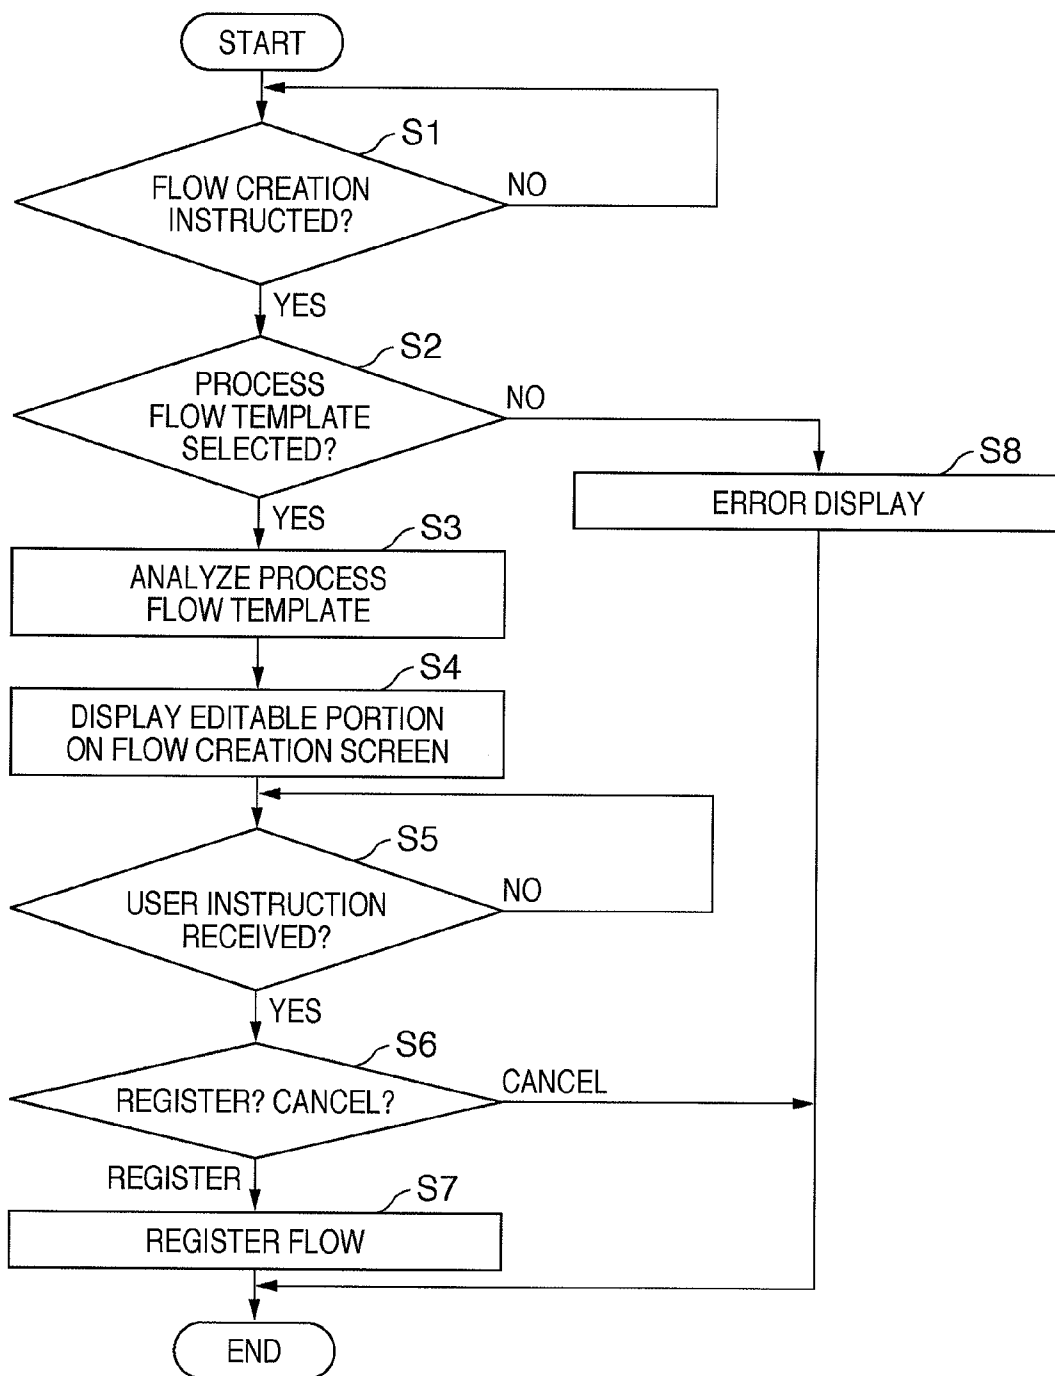 START
S1
FLOW CREATION
INSTRUCTED?
NO
YES
S2
PROCESS
FLOW TEMPLATE
SELECTED?
NO
YES
S8
ERROR DISPLAY
S3
ANALYZE PROCESS
FLOW TEMPLATE
S4
DISPLAY EDITABLE PORTION
ON FLOW CREATION SCREEN
S5
USER INSTRUCTION
RECEIVED?
NO
YES
S6
REGISTER? CANCEL?
CANCEL
REGISTER
S7
REGISTER FLOW
END